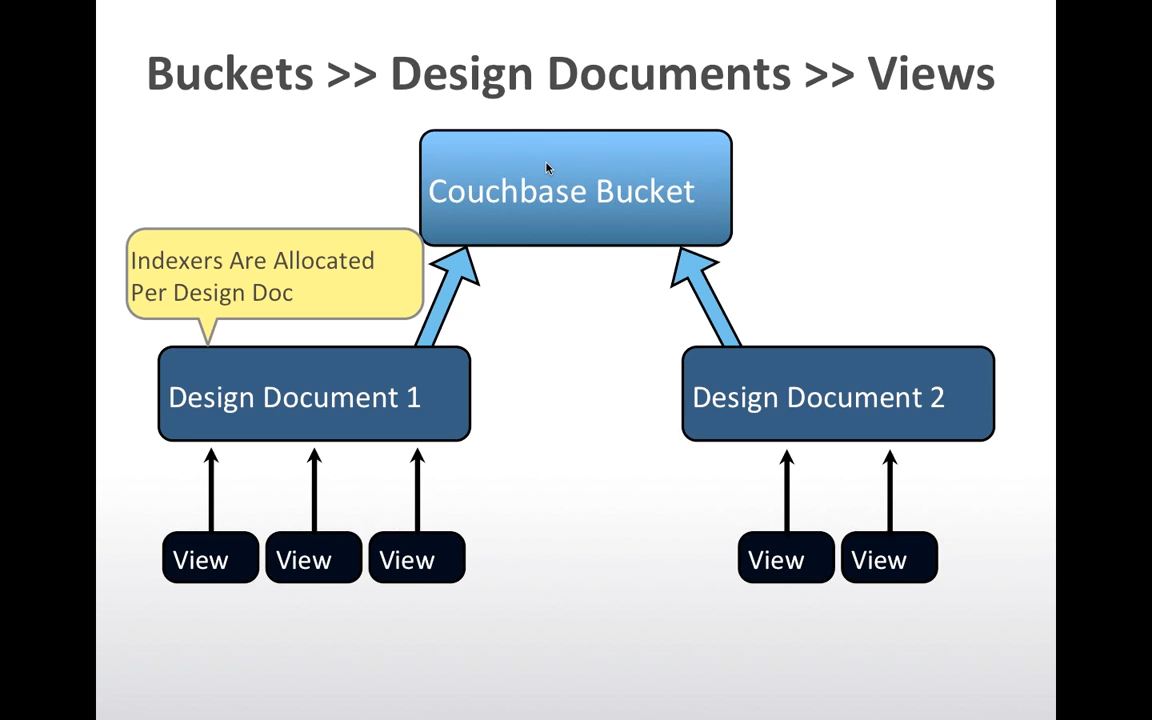 Buckets >> Design Documents >> Views
Couchbase Bucket
Indexers Are Allocated
Per Design Doc
Design Document 1
Design Document 2
View
View
View
View
View